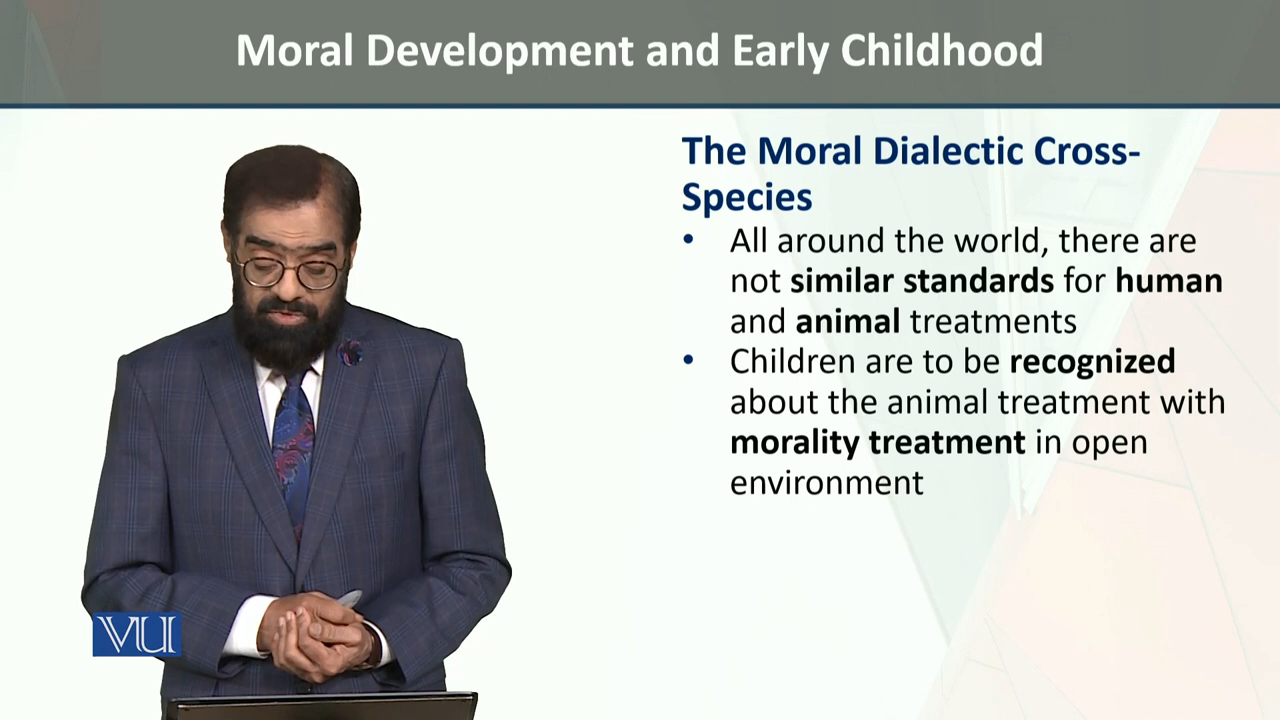 Moral Development and Early Childhood
The Moral Dialectic Cross-
Species
• All around the world, there are
not similar standards for human
and animal treatments
• Children are to be recognized
about the animal treatment with
morality treatment in open
environment
VU